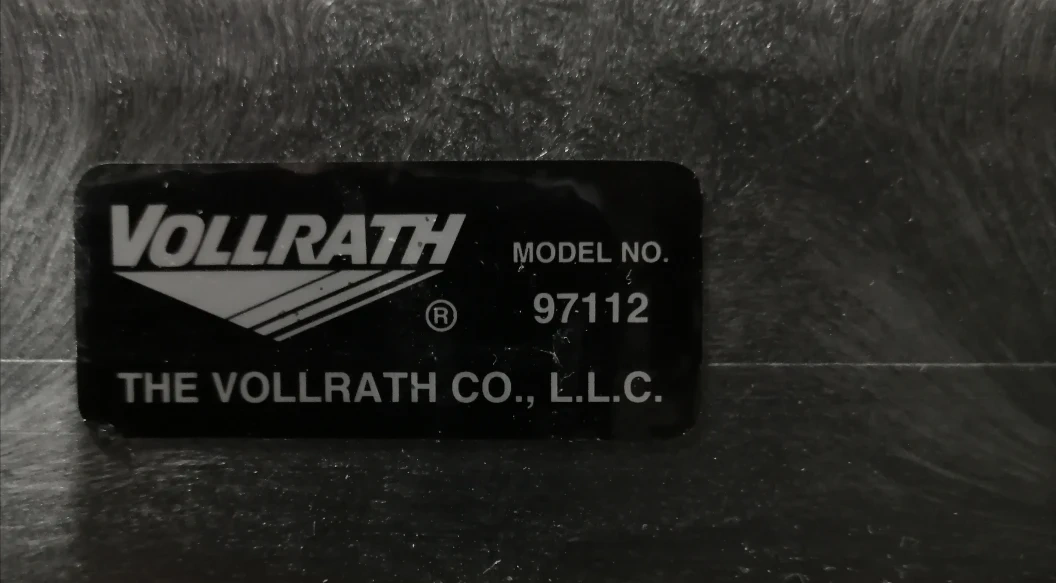 VOLLRATH
®
MODEL NO.
97112
THE VOLLRATH CO., L.L.C.